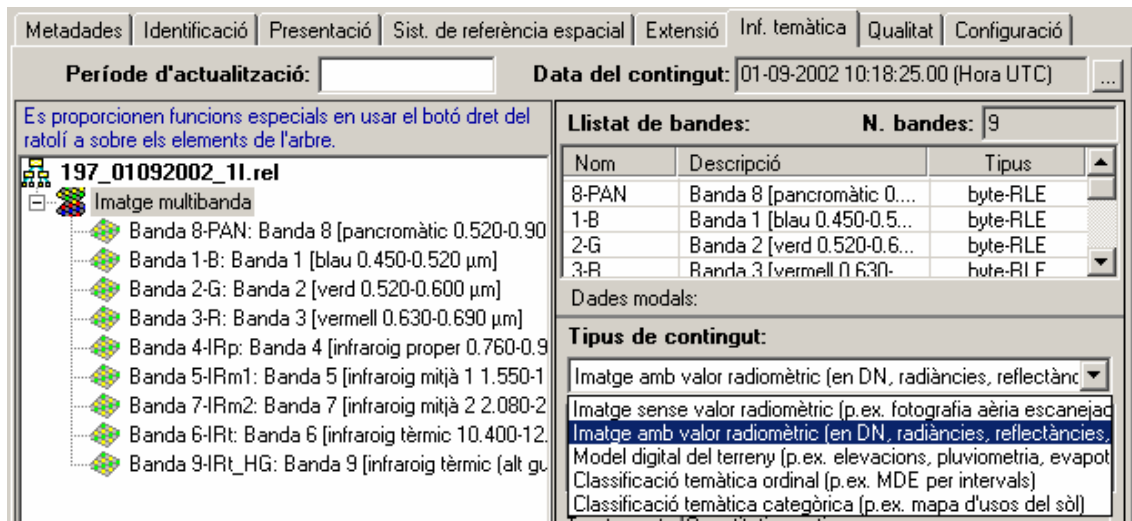 Metadades Identificació Presentació Sist. de referència espacial Extensió Inf. temàtica Qualitat Configuració
Període d'actualització: Data del contingut: 01-09-2002 10:18:25.00 (Hora UTC) ...
Es proporcionen funcions especials en usar el botó dret del
ratolí a sobre els elements de l'arbre.
197_01092002_1l.rel
Imatge multibanda
Banda 8-PAN: Banda 8 [pancromàtic 0.520-0.90
Banda 1-B: Banda 1 [blau 0.450-0.520 µm]
Banda 2-G: Banda 2 [verd 0.520-0.600 µm]
Banda 3-R: Banda 3 [vermell 0.630-0.690 µm]
Banda 4-IRp: Banda 4 [infraroig proper 0.760-0.9
Banda 5-IRm1: Banda 5 [infraroig mitjà 1 1.550-1
Banda 7-IRm2: Banda 7 [infraroig mitjà 2 2.080-2
Banda 6-IRt: Banda 6 [infraroig tèrmic 10.400-12.
Banda 9-IRt_HG: Banda 9 [infraroig tèrmic (alt gu
Llistat de bandes: N. bandes: 9
Nom Descripció Tipus
8-PAN Banda 8 [pancromàtic 0.... byte-RLE
1-B Banda 1 [blau 0.450-0.5... byte-RLE
2-G Banda 2 [verd 0.520-0.6... byte-RLE
3-R Banda 3 [vermell 0.630- byte-RLE
Dades modals:
Tipus de contingut:
Imatge amb valor radiomètric (en DN, radiàncies, reflectànc
Imatge sense valor radiomètric (p.ex. fotografia aèria escanejad
Imatge amb valor radiomètric (en DN, radiàncies, reflectàncies,
Model digital del terreny (p.ex. elevacions, pluviometria, evapot
Classificació temàtica ordinal (p.ex. MDE per intervals)
Classificació temàtica categòrica (p.ex. mapa d'usos del sòl)